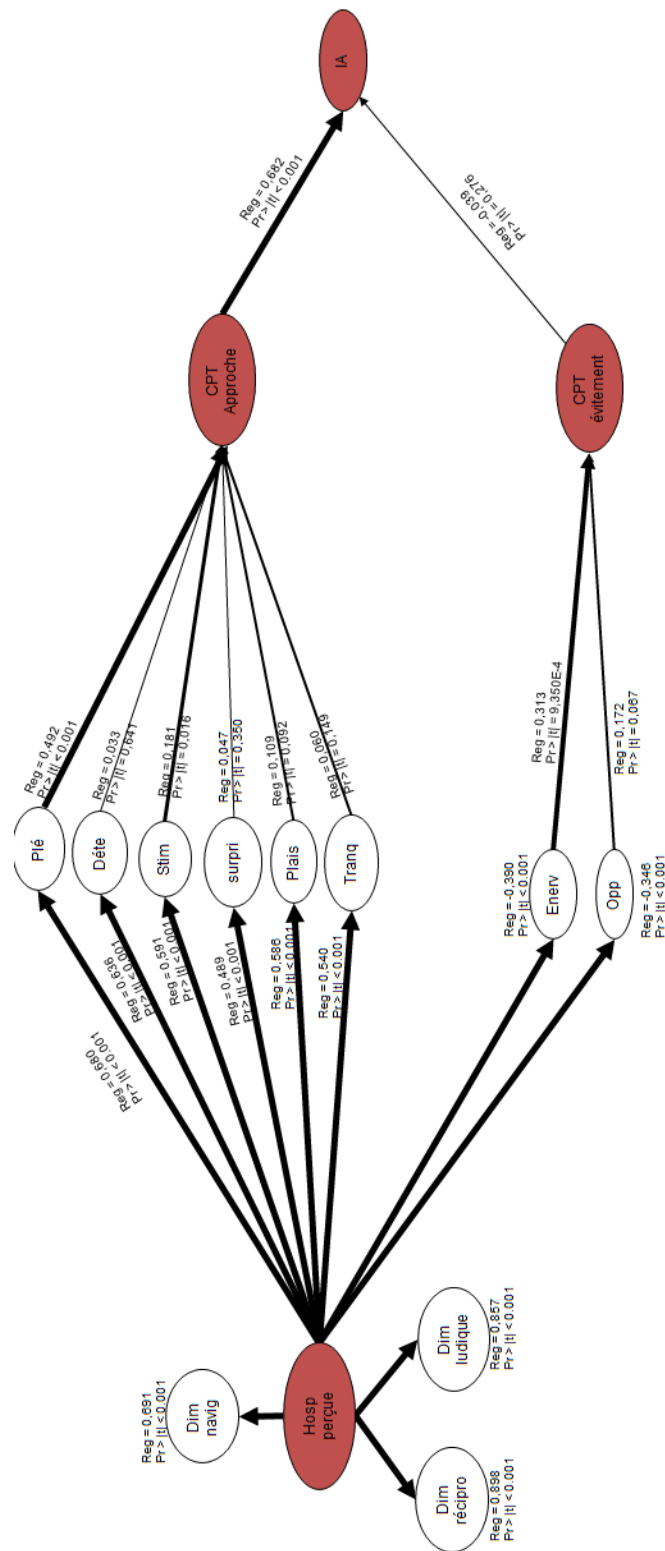 Reg = 0,691
Pr > |t| < 0.001
Dim
navig
Hosp
perçue
Dim
récipro
Reg = 0,898
Pr > |t| < 0.001
Dim
ludique
Reg = 0,857
Pr > |t| < 0.001
Reg = 0,680
Pr > |t| < 0,001
Reg = 0,636
Pr > |t| < 0.001
Reg = 0,591
Pr > |t| < 0.001
Reg = 0,489
Pr > |t| < 0.001
Reg = 0,586
Pr > |t| < 0.001
Reg = 0,540
Pr > |t| < 0.001
Plé
Déte
Stim
surpri
Plais
Tranq
Reg = -0,390
Pr > |t| < 0.001
Enerv
Opp
Reg = -0,346
Pr > |t| < 0.001
Reg = 0,492
Pr > |t| < 0.001
Reg = 0,033
Pr > |t| = 0,641
Reg = 0,181
Pr > |t| = 0,016
Reg = 0,047
Pr > |t| = 0,350
Reg = 0,109
Pr > |t| = 0,092
Reg = 0,060
Pr > |t| = 0,149
Reg = 0,313
Pr > |t| = 9,350E-4
Reg = 0,172
Pr > |t| = 0,067
CPT
Approche
CPT
évitement
Reg = 0,682
Pr > |t| < 0.001
Reg = -0,039
Pr > |t| = 0,276
IA